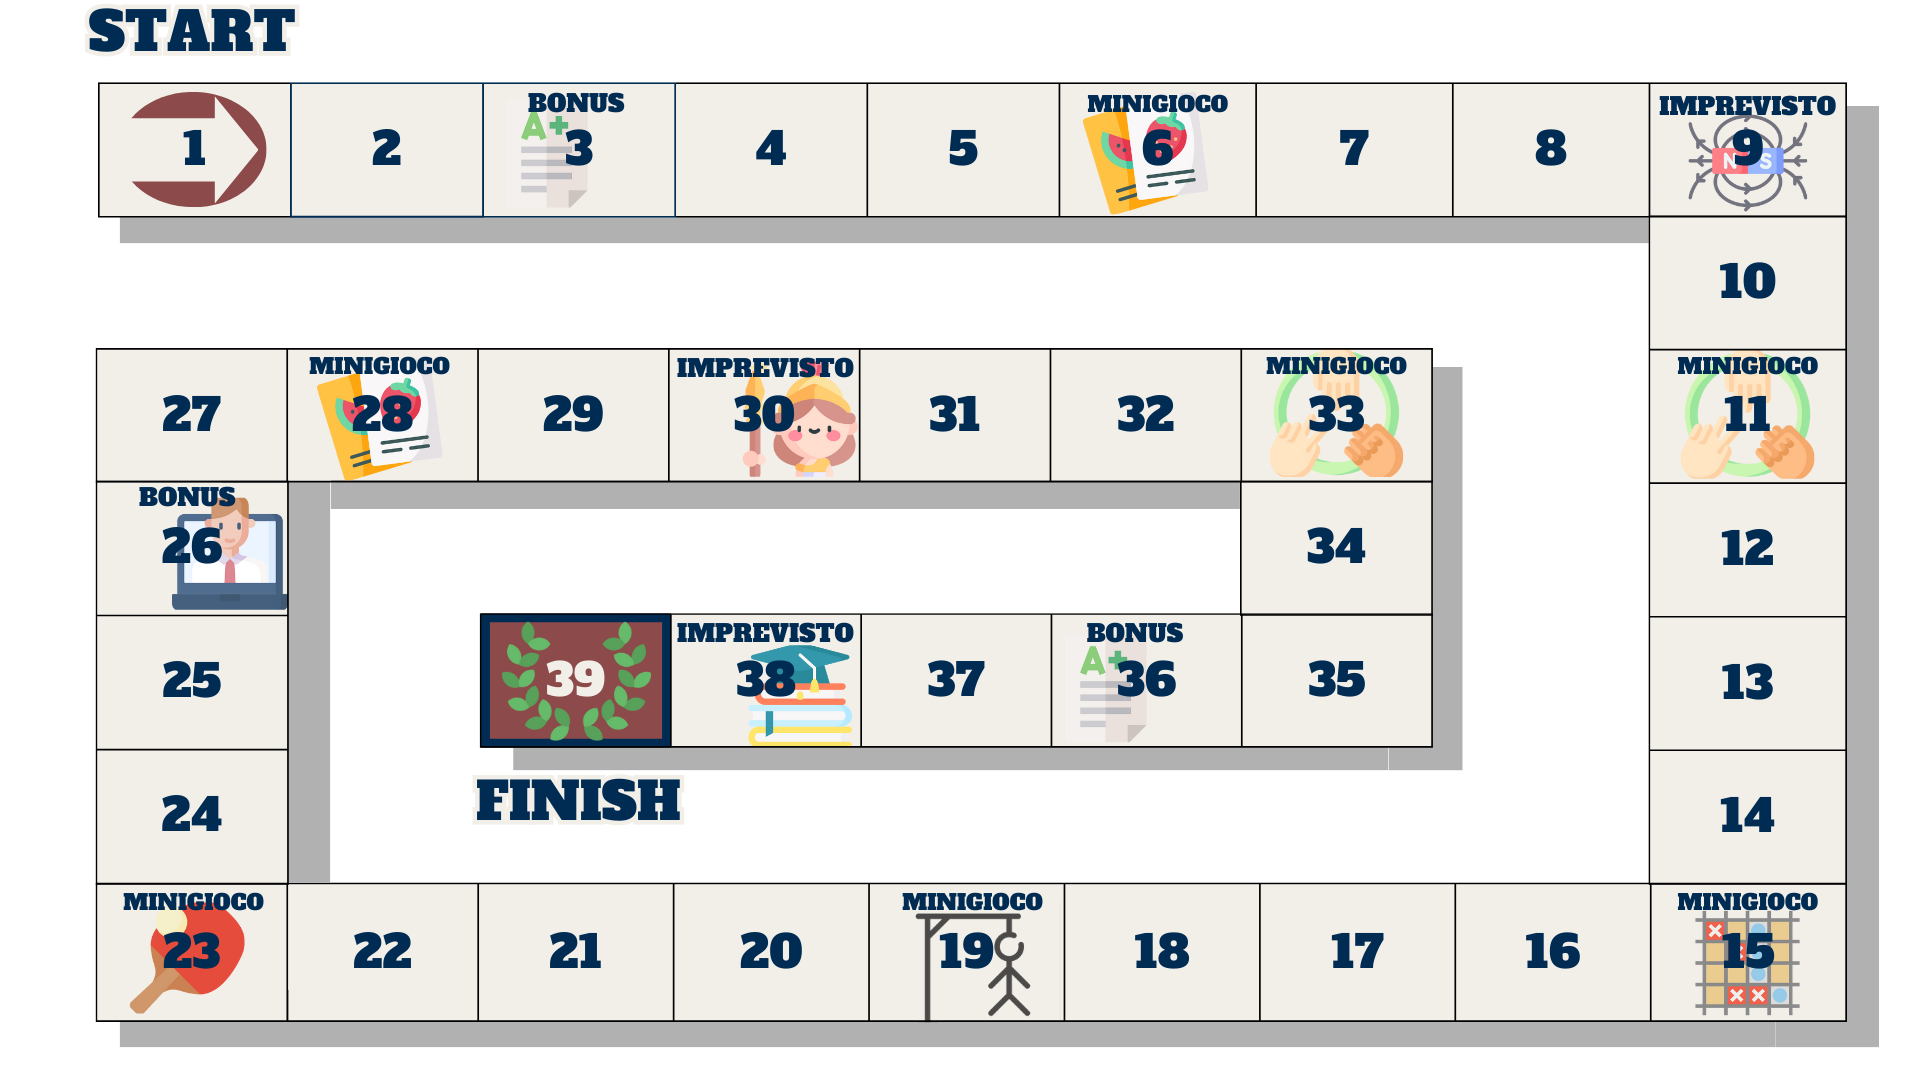 START
1
2
BONUS
A+
3
4
5
MINIGIOCO
6
7
8
IMPREVISTO
N S
9
10
MINIGIOCO
11
12
13
14
MINIGIOCO
15
16
17
18
MINIGIOCO
19
20
21
22
MINIGIOCO
23
24
25
BONUS
26
27
MINIGIOCO
28
29
IMPREVISTO
30
31
32
MINIGIOCO
33
34
35
BONUS
A+
36
37
IMPREVISTO
38
39
FINISH